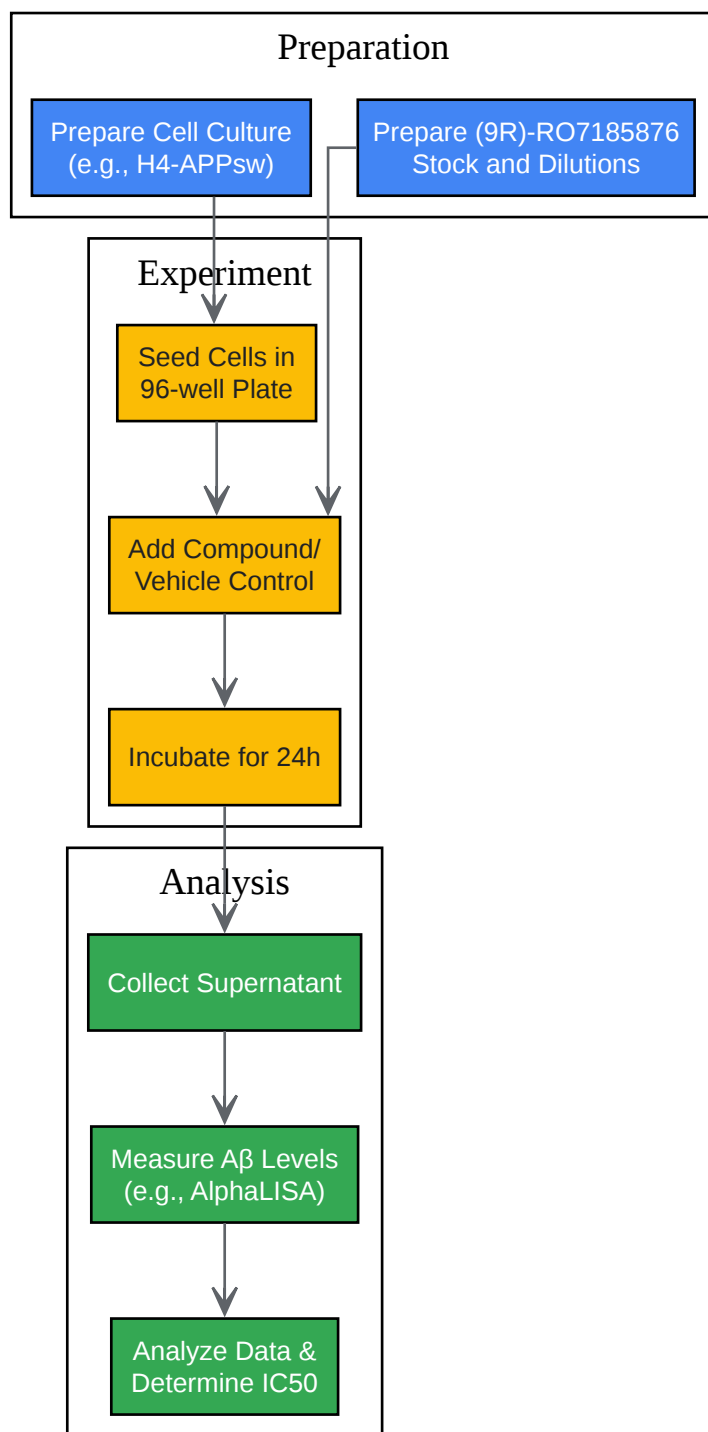 Preparation
Prepare Cell Culture
(e.g., H4-APPsw)
Prepare (9R)-RO7185876
Stock and Dilutions
Experiment
Seed Cells in
96-well Plate
Add Compound/
Vehicle Control
Incubate for 24h
Analysis
Collect Supernatant
Measure Aβ Levels
(e.g., AlphaLISA)
Analyze Data &
Determine IC50